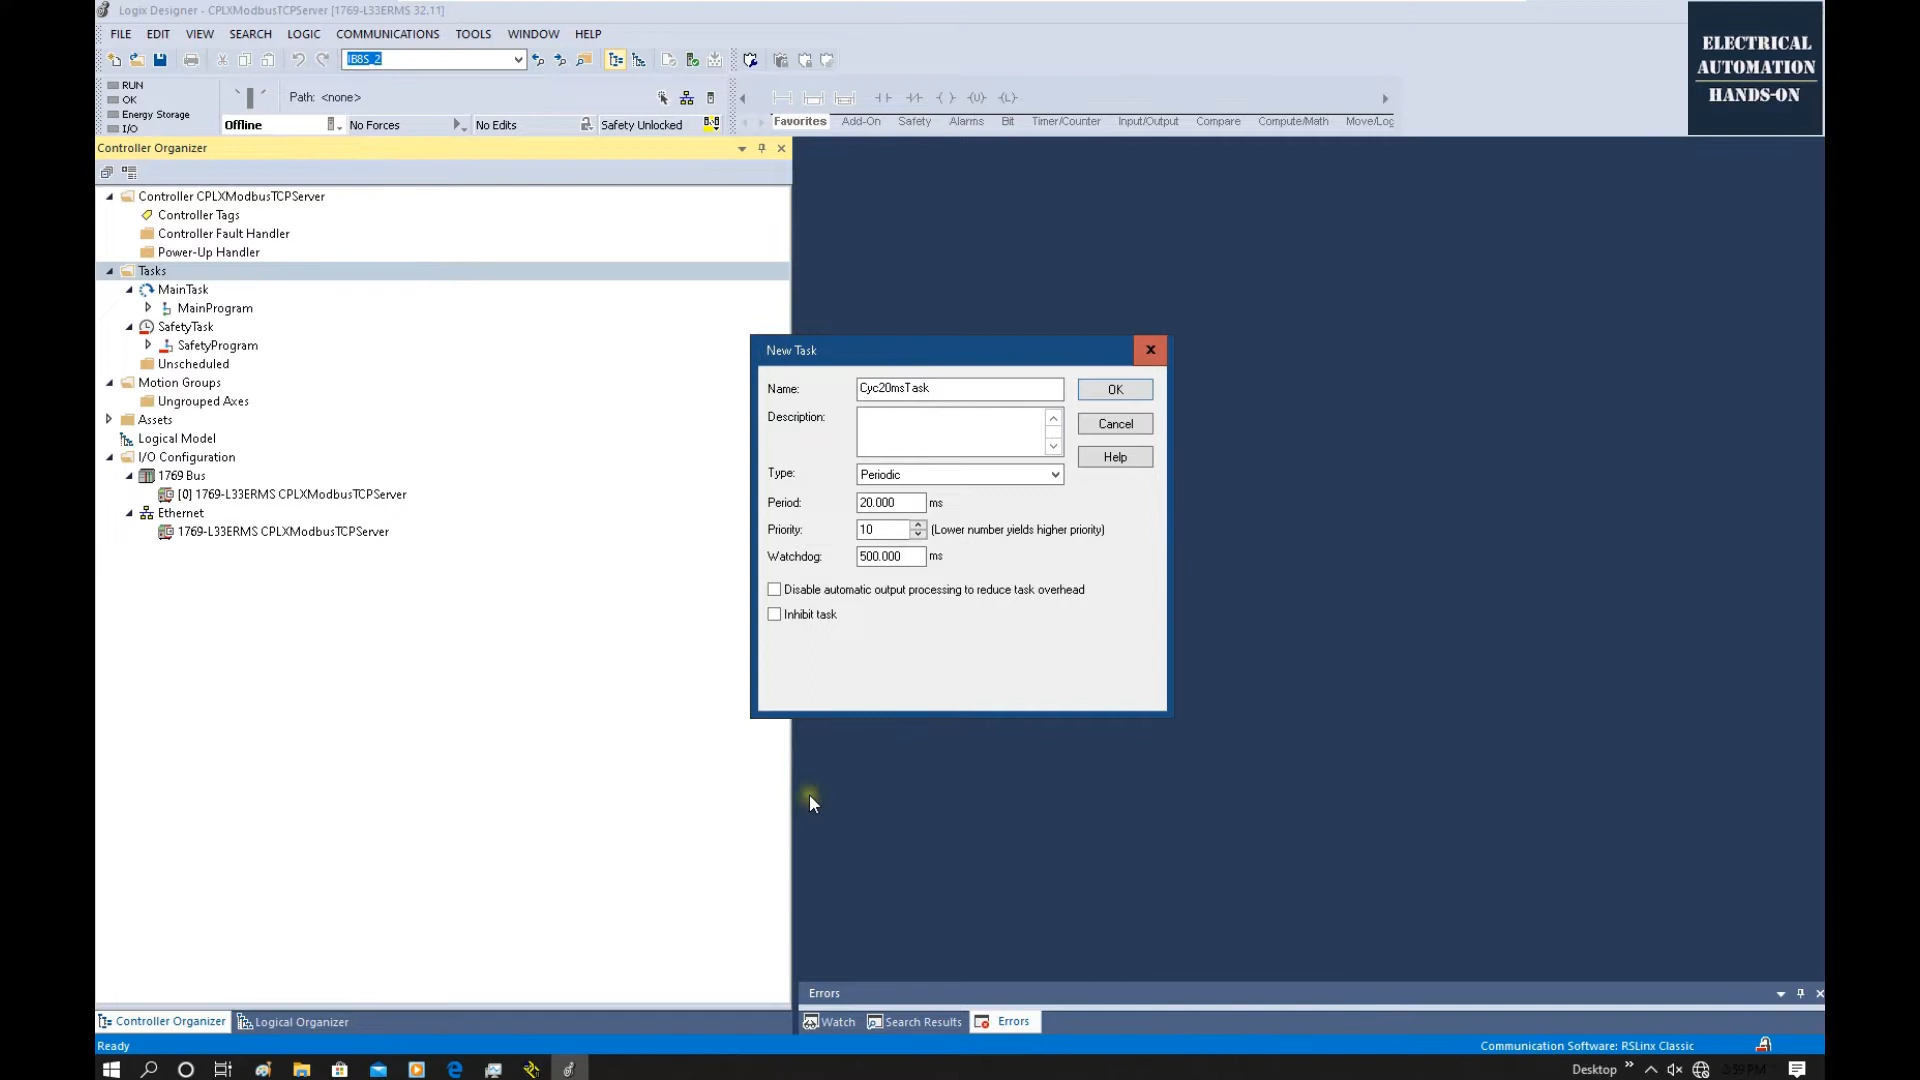 Logix Designer - CPLXModbusTCPServer [1769-L33ERMS 32.11]
ELECTRICAL
AUTOMATION
HANDS-ON
FILE EDIT VIEW SEARCH LOGIC COMMUNICATIONS TOOLS WINDOW HELP
IB8S_2
RUN
OK
Energy Storage
I/O
Path: <none>
Offline No Forces No Edits Safety Unlocked
Favorites Add-On Safety Alarms Bit Timer/Counter Input/Output Compare Compute/Math Move/Log
Controller Organizer
Controller CPLXModbusTCPServer
Controller Tags
Controller Fault Handler
Power-Up Handler
Tasks
MainTask
MainProgram
SafetyTask
SafetyProgram
Unscheduled
Motion Groups
Ungrouped Axes
Assets
Logical Model
I/O Configuration
1769 Bus
[0] 1769-L33ERMS CPLXModbusTCPServer
Ethernet
1769-L33ERMS CPLXModbusTCPServer
New Task
Name: Cyc20msTask OK
Description: Cancel
Help
Type: Periodic
Period: 20.000 ms
Priority: 10 (Lower number yields higher priority)
Watchdog: 500.000 ms
Disable automatic output processing to reduce task overhead
Inhibit task
Errors
Controller Organizer Logical Organizer
Watch Search Results Errors
Ready
Communication Software: RSLinx Classic
Desktop 2:59 PM